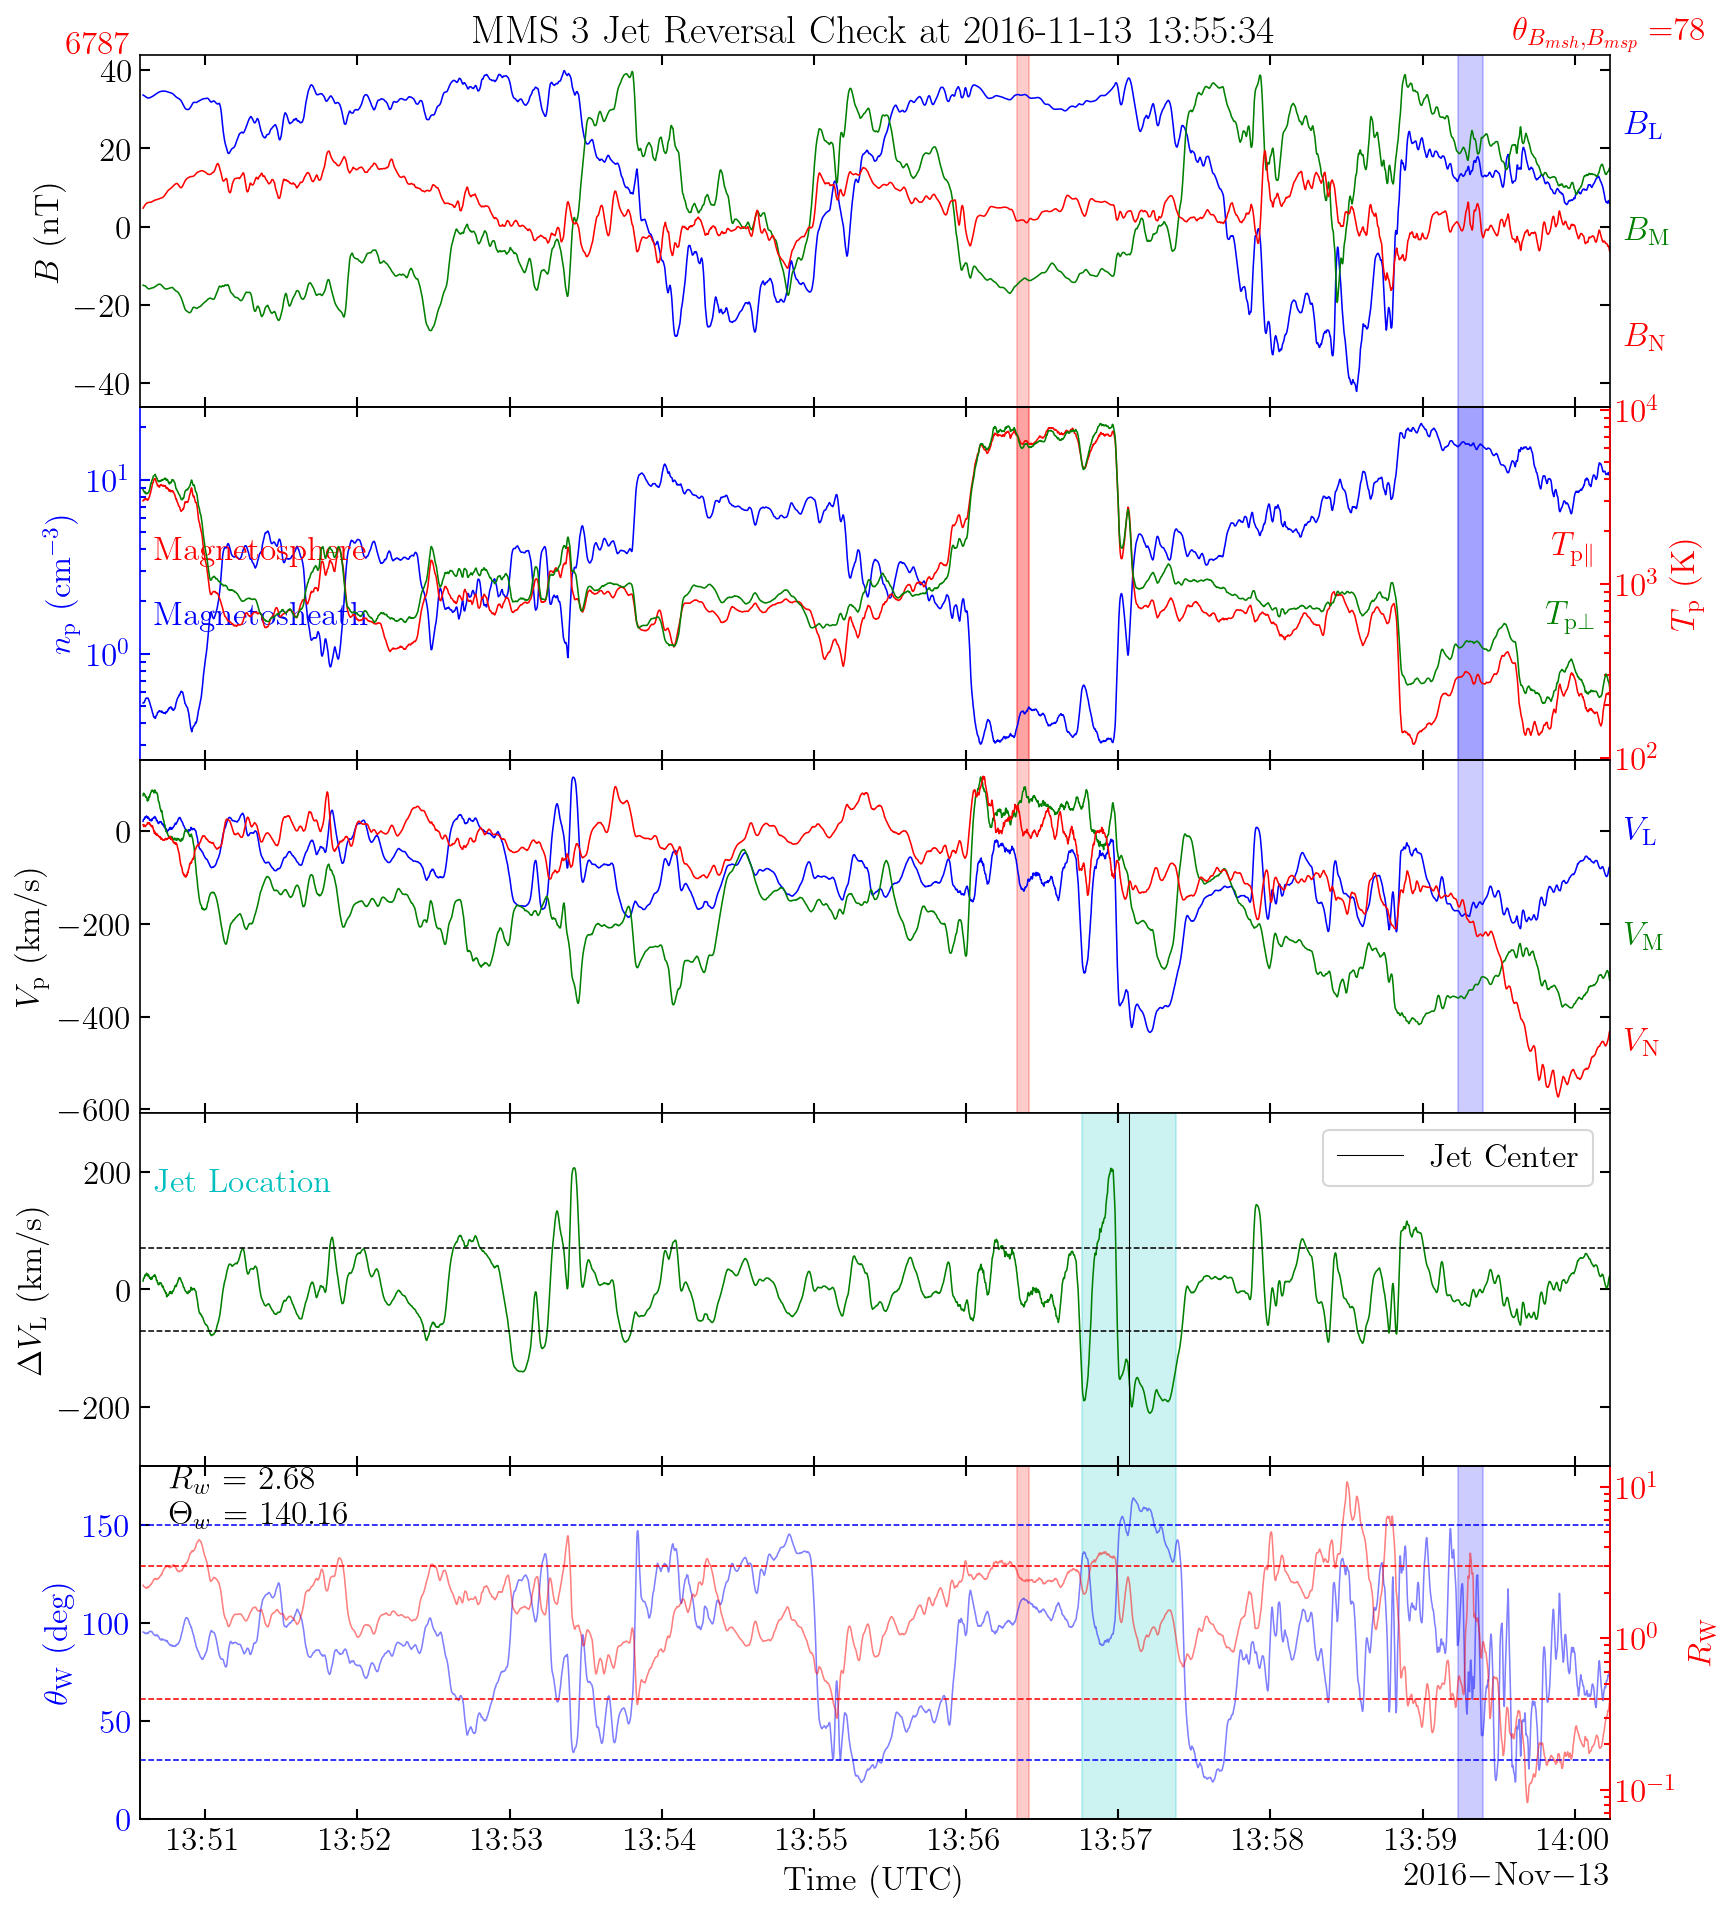 MMS 3 Jet Reversal Check at 2016-11-13 13:55:34
6787
θ_{B_{msh},B_{msp}} =78
40
20
0
−20
−40
B (nT)
B_L
B_M
B_N
10^1
10^0
n_p (cm^{−3})
Magnetosphere
Magnetosheath
T_{p∥}
T_{p⊥}
10^4
10^3
10^2
T_p (K)
0
−200
−400
−600
V_p (km/s)
V_L
V_M
V_N
200
0
−200
ΔV_L (km/s)
Jet Location
Jet Center
R_w = 2.68
Θ_w = 140.16
150
100
50
0
θ_W (deg)
10^1
10^0
10^{−1}
R_W
13:51 13:52 13:53 13:54 13:55 13:56 13:57 13:58 13:59 14:00
Time (UTC)
2016−Nov−13